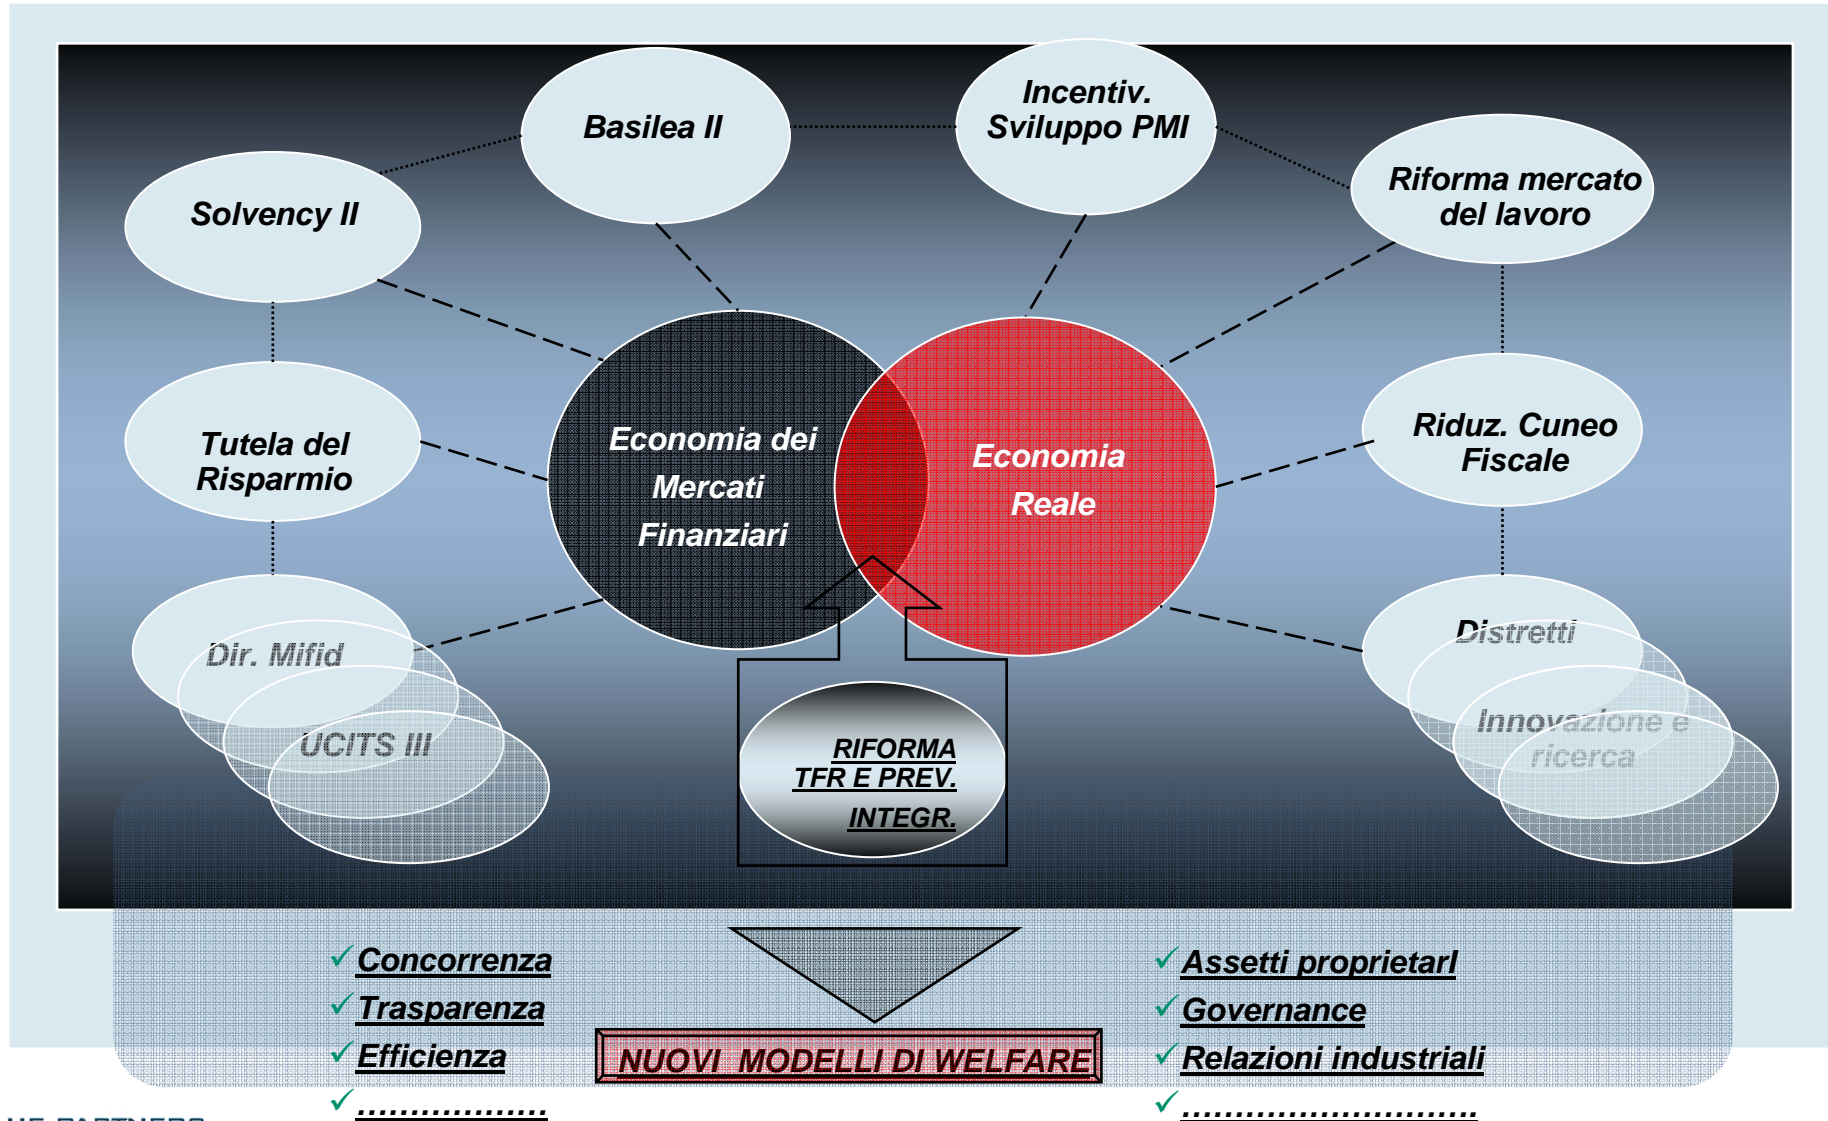 Incentiv.
Sviluppo PMI
Basilea II
Riforma mercato
del lavoro
Solvency II
Tutela del
Risparmio
Economia dei
Mercati
Finanziari
Economia
Reale
Riduz. Cuneo
Fiscale
Dir. Mifid
UCITS III
Distretti
Innovazione e
ricerca
RIFORMA
TFR E PREV.
INTEGR.
✓Concorrenza
✓Trasparenza
✓Efficienza
✓..................
NUOVI MODELLI DI WELFARE
✓Assetti proprietarI
✓Governance
✓Relazioni industriali
✓............................
PARTNERS